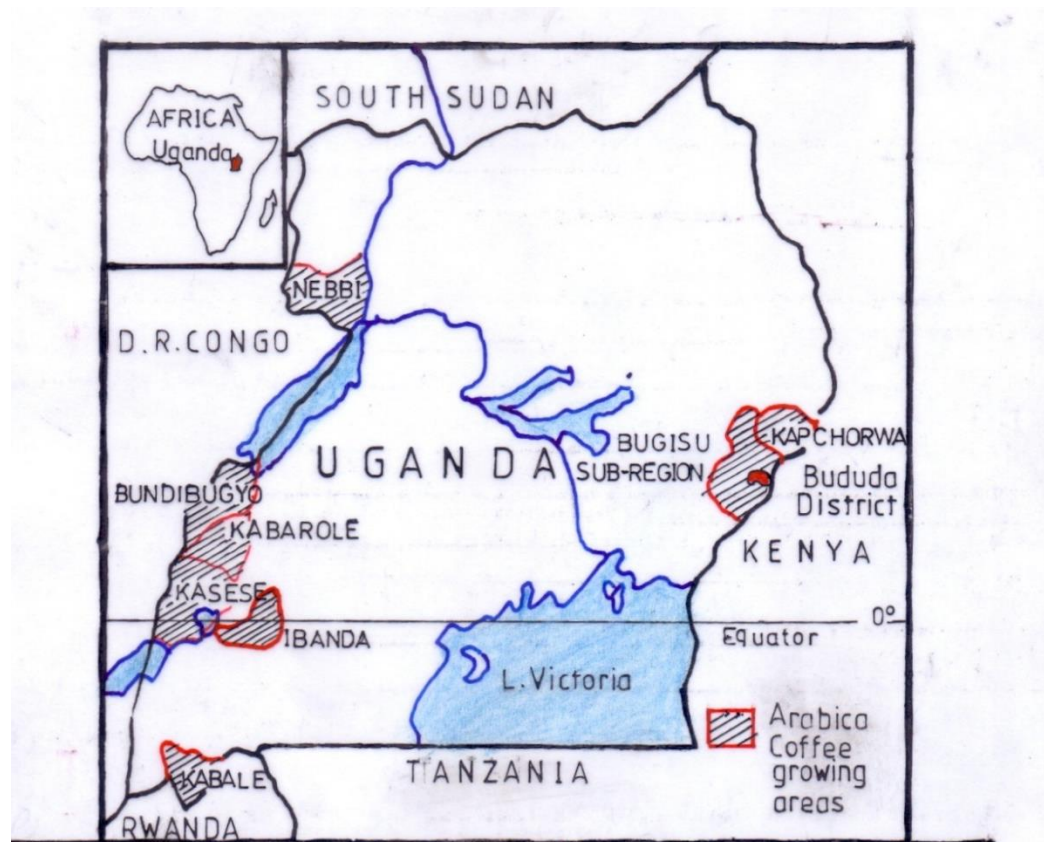 AFRICA
Uganda
SOUTH SUDAN
NEBBI
D.R.CONGO
UGANDA
BUGISU
SUB-REGION
KAPCHORWA
Bududa
District
BUNDIBUGYO
KABAROLE
KENYA
KASESE
IBANDA
0°
Equator
L.Victoria
Arabica
Coffee
growing
areas
KABALE
TANZANIA
RWANDA